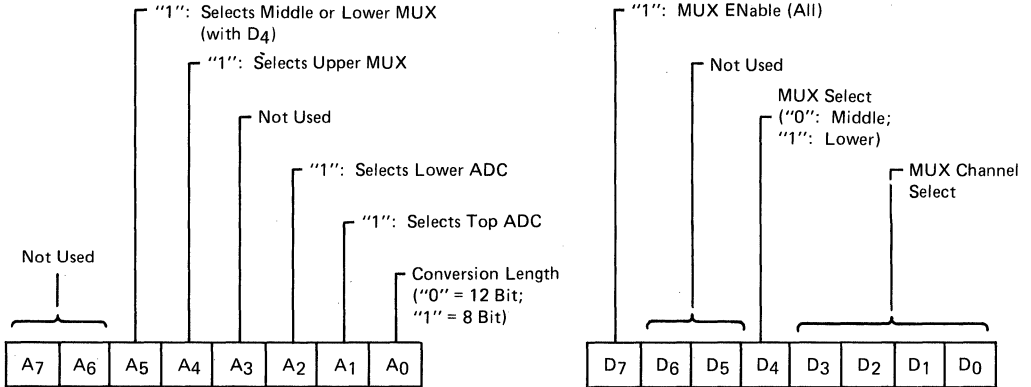 "1": Selects Middle or Lower MUX
(with D4)
"1": Selects Upper MUX
Not Used
"1": Selects Lower ADC
"1": Selects Top ADC
Not Used
Conversion Length
("0" = 12 Bit;
"1" = 8 Bit)
A7 A6 A5 A4 A3 A2 A1 A0
"1": MUX ENable (All)
Not Used
MUX Select
("0": Middle;
"1": Lower)
MUX Channel
Select
D7 D6 D5 D4 D3 D2 D1 D0